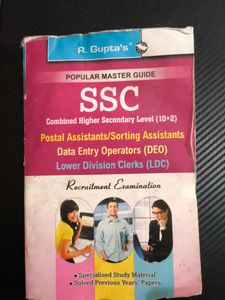 R. Gupta's®
POPULAR MASTER GUIDE
SSC
Combined Higher Secondary Level (10+2)
Postal Assistants/Sorting Assistants
Data Entry Operators (DEO)
Lower Division Clerks (LDC)
Recruitment Examination
• Specialised Study Material
• Solved Previous Years' Papers